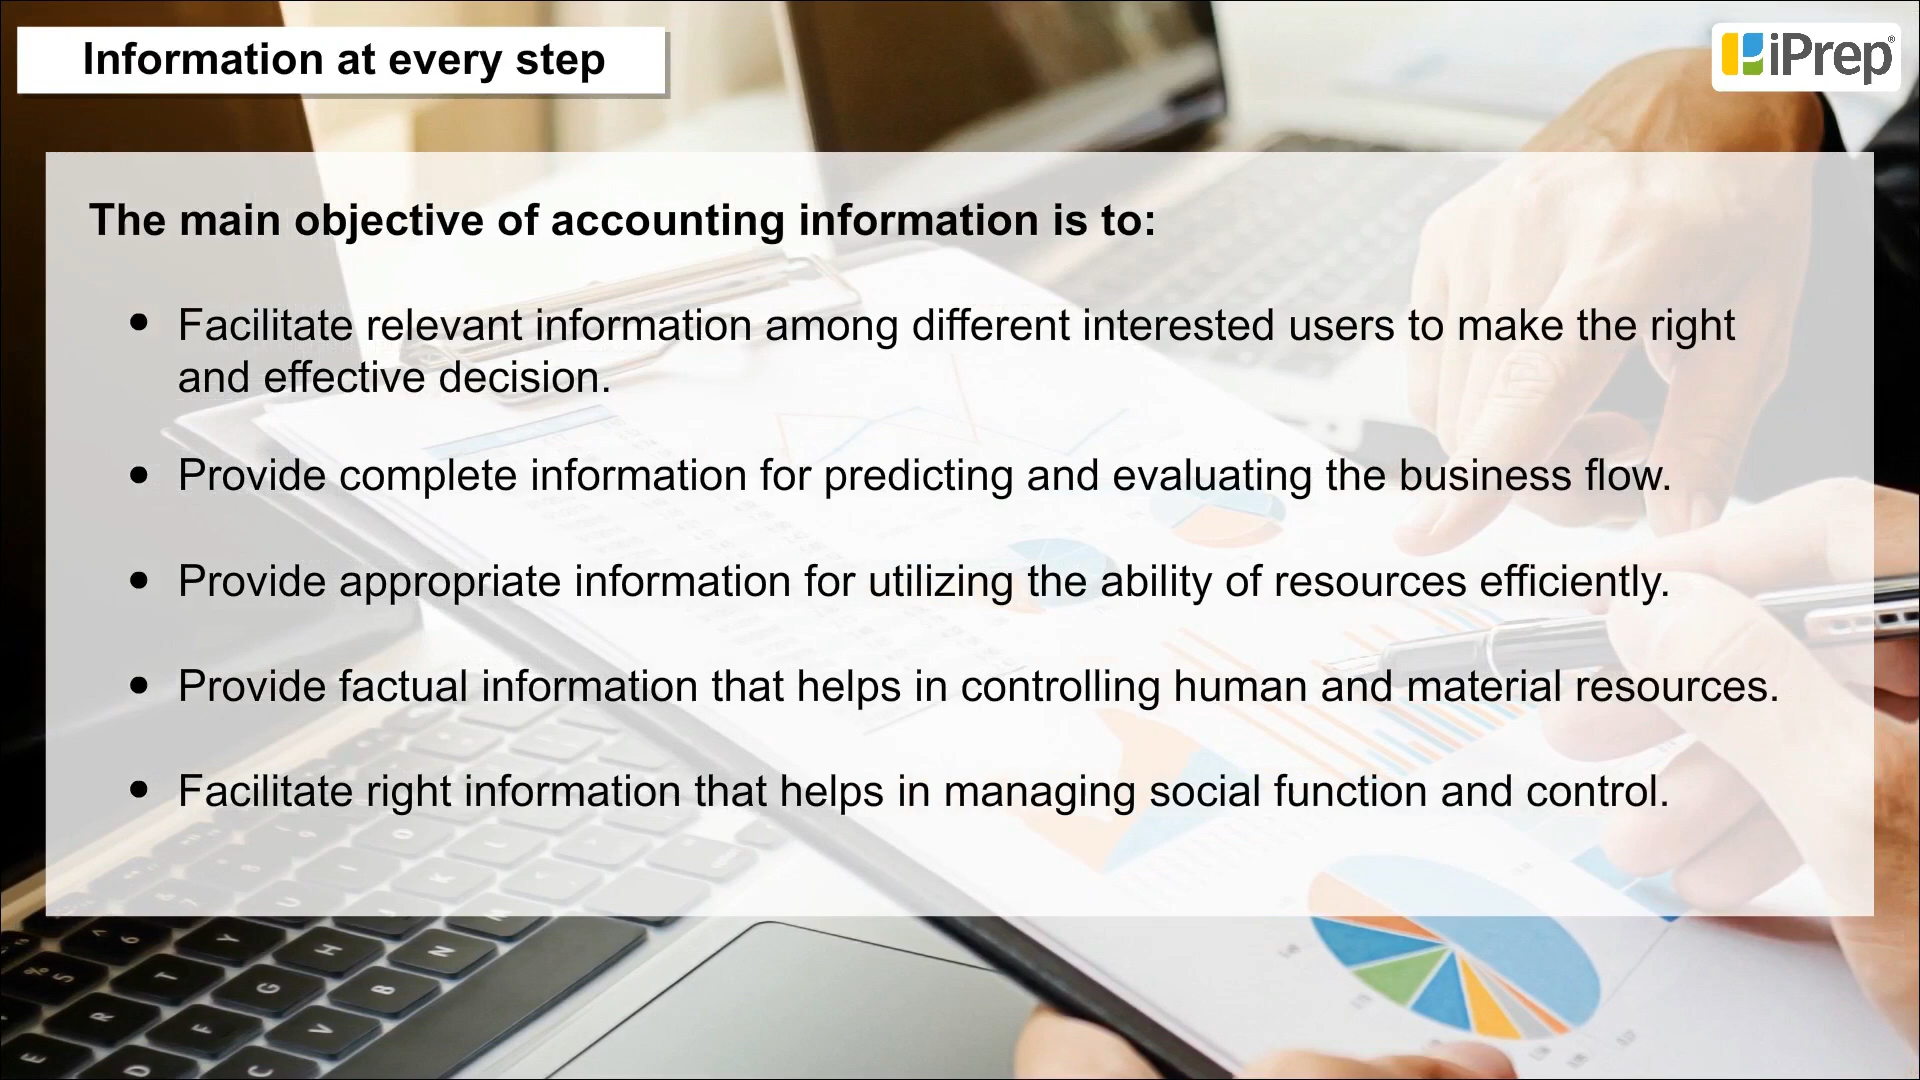 Information at every step
iPrep®
The main objective of accounting information is to:
• Facilitate relevant information among different interested users to make the right
and effective decision.
• Provide complete information for predicting and evaluating the business flow.
• Provide appropriate information for utilizing the ability of resources efficiently.
• Provide factual information that helps in controlling human and material resources.
• Facilitate right information that helps in managing social function and control.